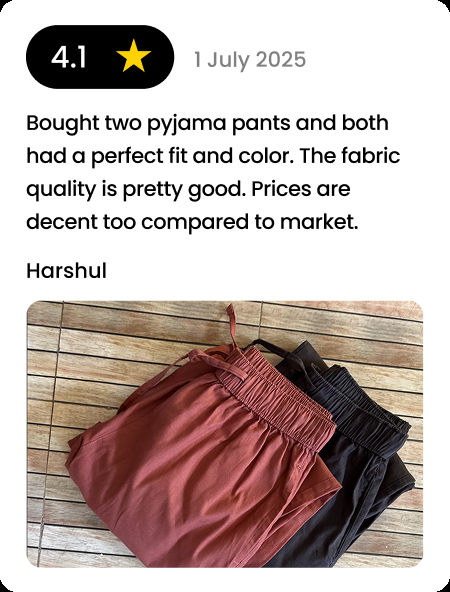 4.1
1 July 2025
Bought two pyjama pants and both
had a perfect fit and color. The fabric
quality is pretty good. Prices are
decent too compared to market.
Harshul